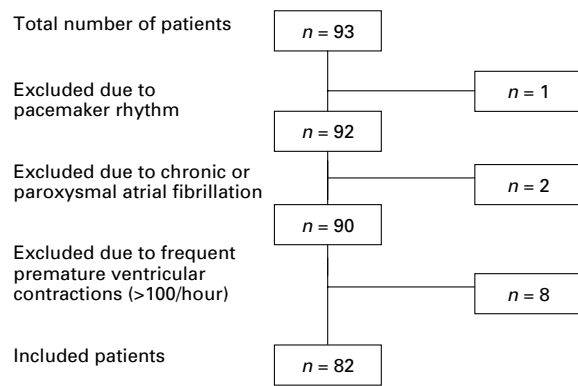 Total number of patients
n = 93
Excluded due to
pacemaker rhythm
n = 1
n = 92
Excluded due to chronic or
paroxysmal atrial fibrillation
n = 2
n = 90
Excluded due to frequent
premature ventricular
contractions (>100/hour)
n = 8
Included patients
n = 82